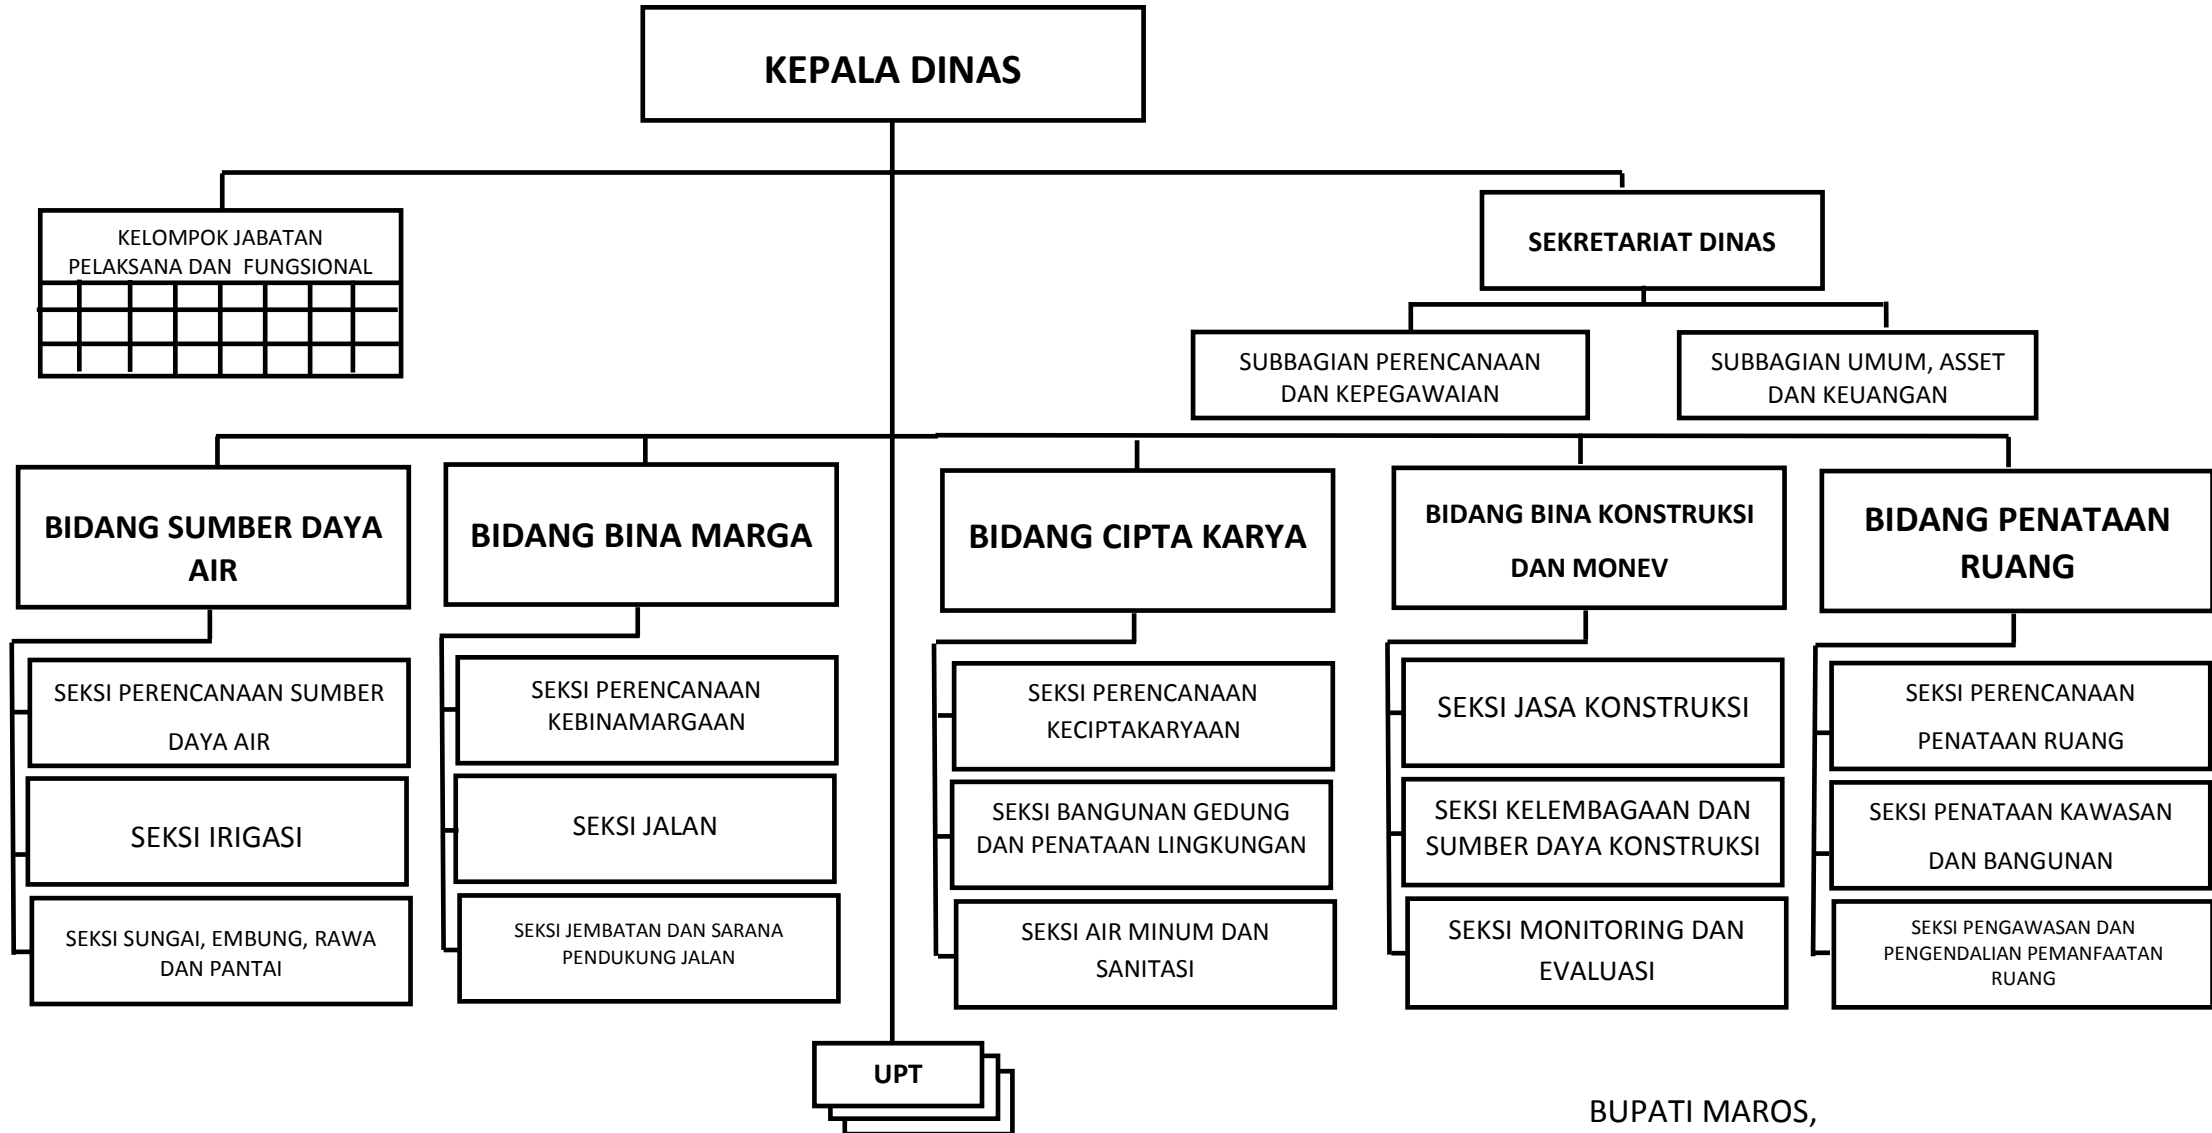 KEPALA DINAS
KELOMPOK JABATAN
PELAKSANA DAN FUNGSIONAL
SEKRETARIAT DINAS
SUBBAGIAN PERENCANAAN
DAN KEPEGAWAIAN
SUBBAGIAN UMUM, ASSET
DAN KEUANGAN
BIDANG SUMBER DAYA
AIR
SEKSI PERENCANAAN SUMBER
DAYA AIR
SEKSI IRIGASI
SEKSI SUNGAI, EMBUNG, RAWA
DAN PANTAI
BIDANG BINA MARGA
SEKSI PERENCANAAN
KEBINAMARGAAN
SEKSI JALAN
SEKSI JEMBATAN DAN SARANA
PENDUKUNG JALAN
BIDANG CIPTA KARYA
SEKSI PERENCANAAN
KECIPTAKARYAAN
SEKSI BANGUNAN GEDUNG
DAN PENATAAN LINGKUNGAN
SEKSI AIR MINUM DAN
SANITASI
BIDANG BINA KONSTRUKSI
DAN MONEV
SEKSI JASA KONSTRUKSI
SEKSI KELEMBAGAAN DAN
SUMBER DAYA KONSTRUKSI
SEKSI MONITORING DAN
EVALUASI
BIDANG PENATAAN
RUANG
SEKSI PERENCANAAN
PENATAAN RUANG
SEKSI PENATAAN KAWASAN
DAN BANGUNAN
SEKSI PENGAWASAN DAN
PENGENDALIAN PEMANFAATAN
RUANG
UPT
BUPATI MAROS,